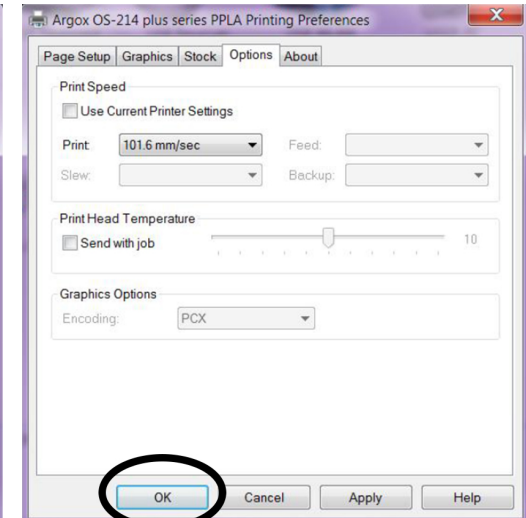 Argox OS-214 plus series PPLA Printing Preferences
Page Setup Graphics Stock Options About
Print Speed
Use Current Printer Settings
Print: 101.6 mm/sec Feed:
Slew: Backup:
Print Head Temperature
Send with job 10
Graphics Options
Encoding: PCX
OK Cancel Apply Help